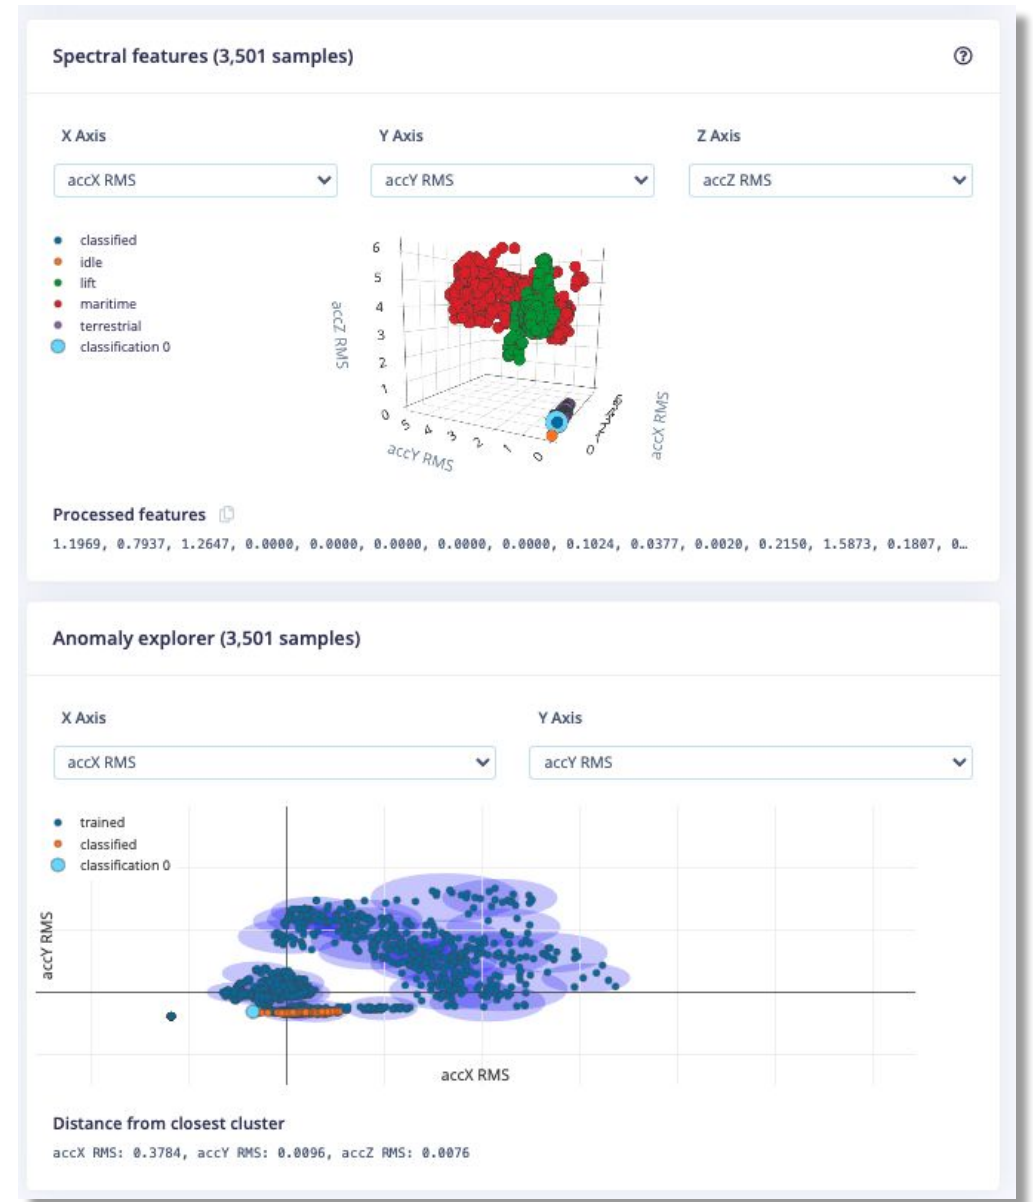 Spectral features (3,501 samples)
X Axis
Y Axis
Z Axis
accX RMS
accY RMS
accZ RMS
classified
idle
lift
maritime
terrestrial
classification 0
6
5
4
3
2
1
0
accZ RMS
5
4
3
2
1
0
accY RMS
0
accX RMS
Processed features
1.1969, 0.7937, 1.2647, 0.0000, 0.0000, 0.0000, 0.0000, 0.0000, 0.1024, 0.0377, 0.0020, 0.2150, 1.5873, 0.1807, 0…
Anomaly explorer (3,501 samples)
X Axis
Y Axis
accX RMS
accY RMS
trained
classified
classification 0
accY RMS
accX RMS
Distance from closest cluster
accX RMS: 0.3784, accY RMS: 0.0096, accZ RMS: 0.0076